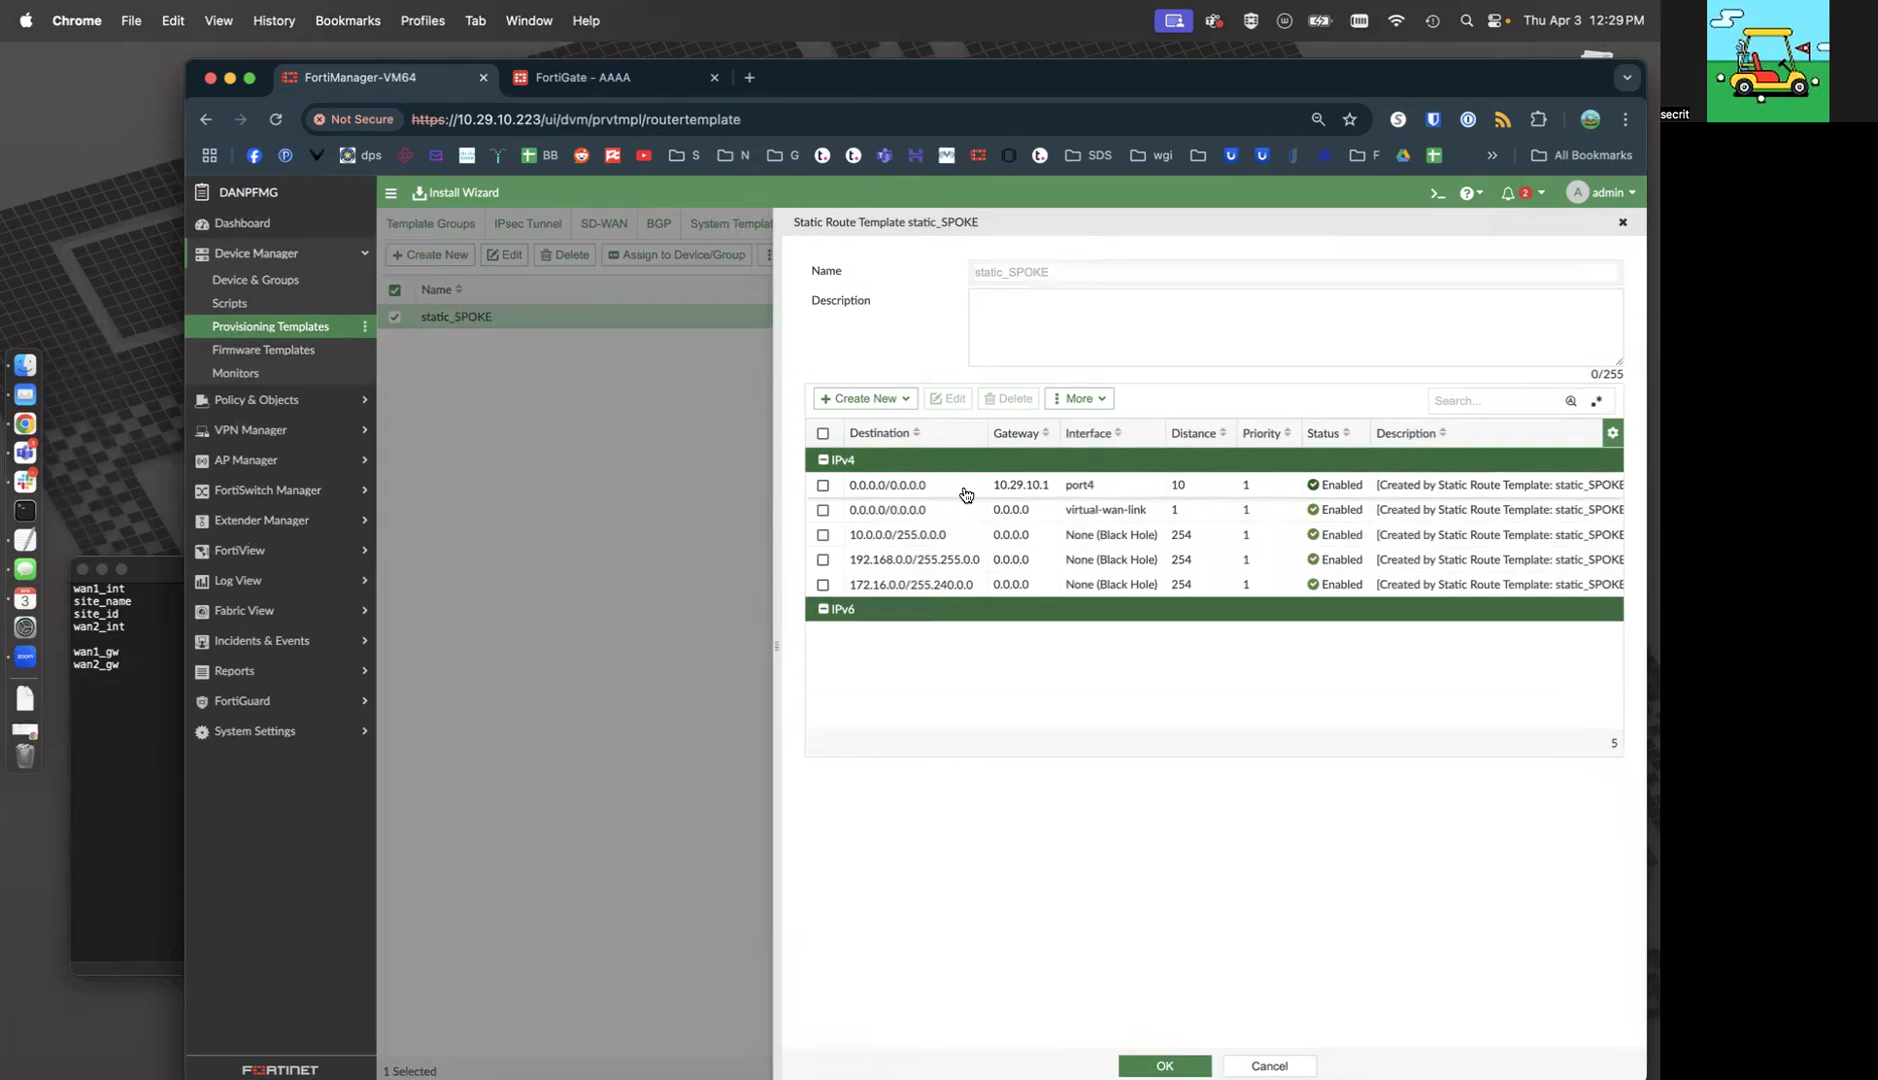 Chrome File Edit View History Bookmarks Profiles Tab Window Help
Thu Apr 3 12:29 PM
FortiManager-VM64
FortiGate - AAAA
Not Secure https://10.29.10.223/ui/dvm/prvtmpl/routertemplate
dps BB S N G SDS wgi F » All Bookmarks
secrit
DANPFMG
Install Wizard
2
A admin
Dashboard
Device Manager
Device & Groups
Scripts
Provisioning Templates
Firmware Templates
Monitors
Policy & Objects
VPN Manager
AP Manager
FortiSwitch Manager
Extender Manager
FortiView
Log View
Fabric View
Incidents & Events
Reports
FortiGuard
System Settings
FORTINET
Template Groups IPsec Tunnel SD-WAN BGP System Templat
Create New Edit Delete Assign to Device/Group
Name
static_SPOKE
1 Selected
wan1_int
site_name
site_id
wan2_int
wan1_gw
wan2_gw
Static Route Template static_SPOKE
Name static_SPOKE
Description
0/255
Create New Edit Delete More Search...
Destination Gateway Interface Distance Priority Status Description
IPv4
0.0.0.0/0.0.0.0 10.29.10.1 port4 10 1 Enabled [Created by Static Route Template: static_SPOKE
0.0.0.0/0.0.0.0 0.0.0.0 virtual-wan-link 1 1 Enabled [Created by Static Route Template: static_SPOKE
10.0.0.0/255.0.0.0 0.0.0.0 None (Black Hole) 254 1 Enabled [Created by Static Route Template: static_SPOKE
192.168.0.0/255.255.0.0 0.0.0.0 None (Black Hole) 254 1 Enabled [Created by Static Route Template: static_SPOKE
172.16.0.0/255.240.0.0 0.0.0.0 None (Black Hole) 254 1 Enabled [Created by Static Route Template: static_SPOKE
IPv6
5
OK Cancel